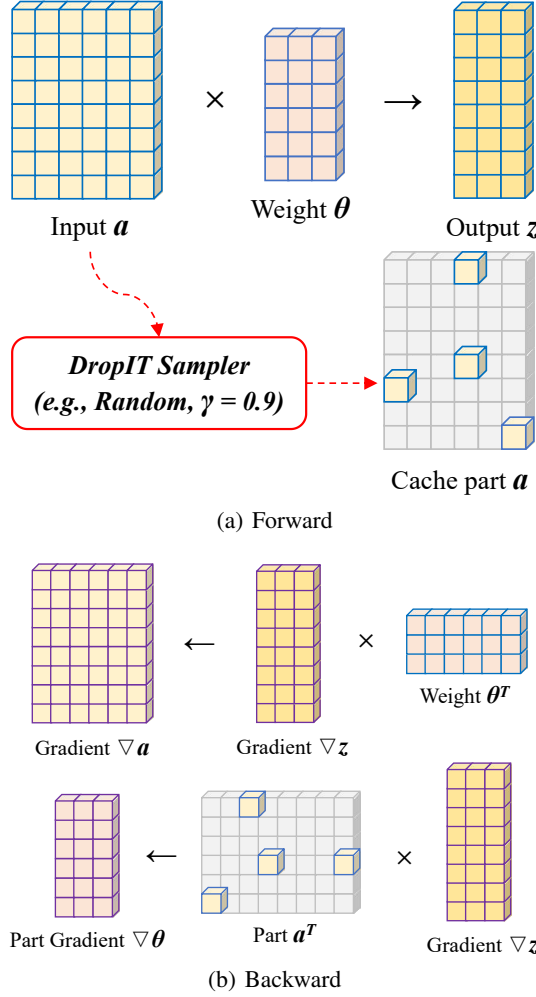 ×
→
Input a
Weight θ
Output z
DropIT Sampler
(e.g., Random, γ = 0.9)
Cache part a
(a) Forward
←
×
Weight θᵀ
Gradient ▽a
Gradient ▽z
←
×
Part Gradient ▽θ
Part aᵀ
Gradient ▽z
(b) Backward